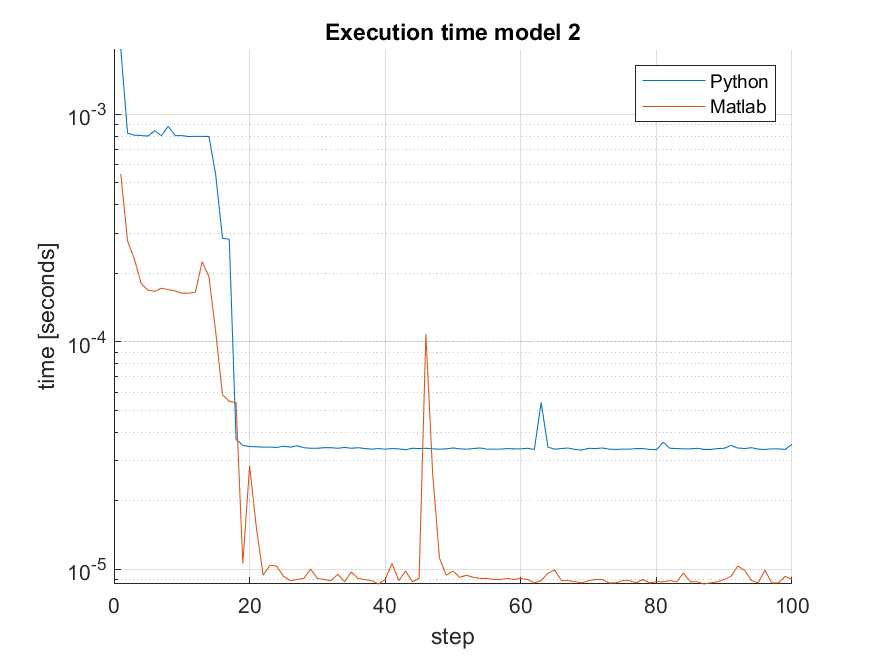 Execution time model 2
Python
Matlab
10-3
10-4
10-5
time [seconds]
0 20 40 60 80 100
step